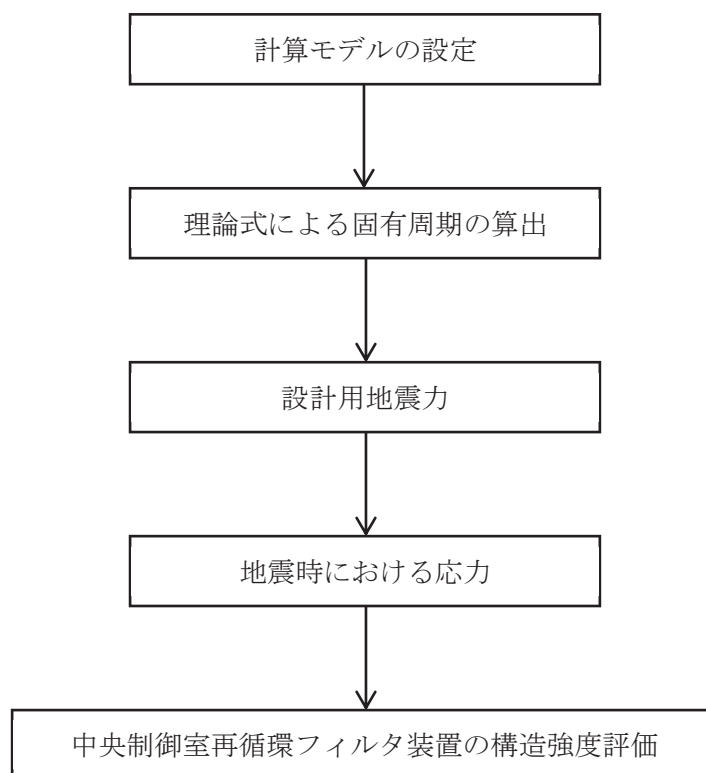 計算モデルの設定
理論式による固有周期の算出
設計用地震力
地震時における応力
中央制御室再循環フィルタ装置の構造強度評価